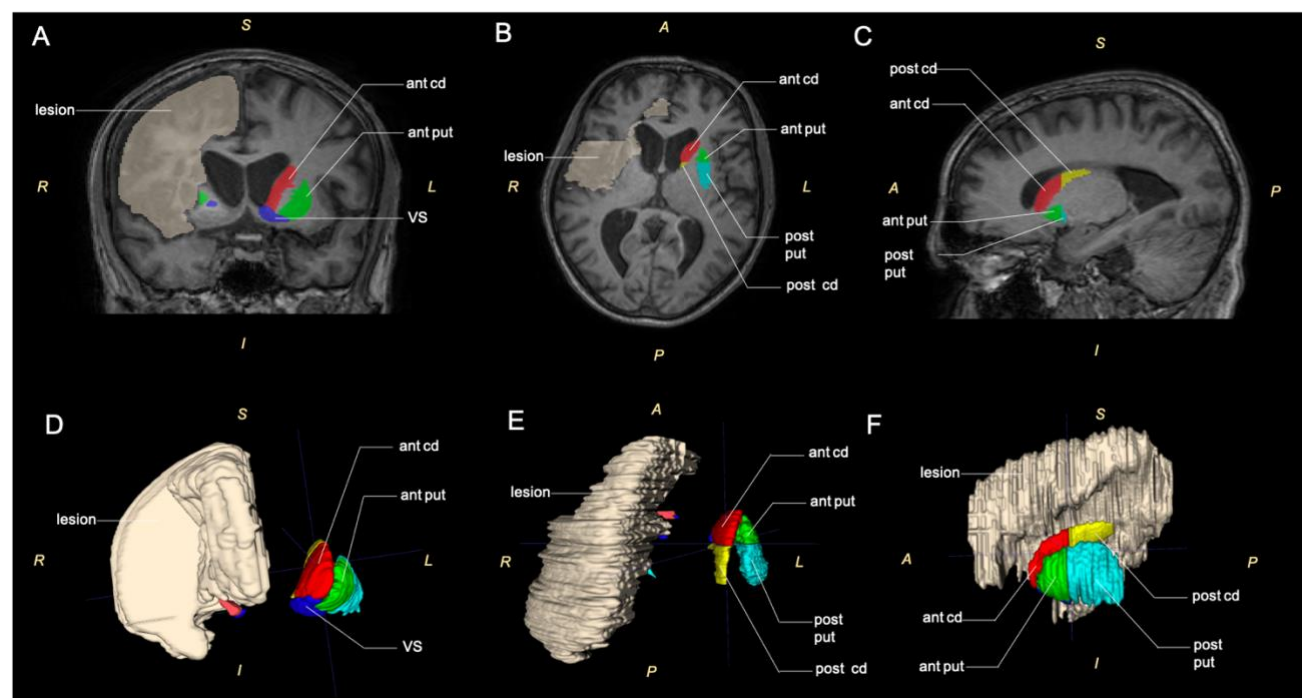 A
S
lesion
ant cd
ant put
R
L
VS
I
B
A
ant cd
ant put
lesion
R
L
post
put
post cd
P
C
S
post cd
ant cd
A
P
ant put
post
put
I
D
S
ant cd
ant put
lesion
R
L
VS
I
E
A
ant cd
lesion
ant put
R
L
post
put
post cd
P
F
S
lesion
A
P
post cd
ant cd
ant put
post
put
I